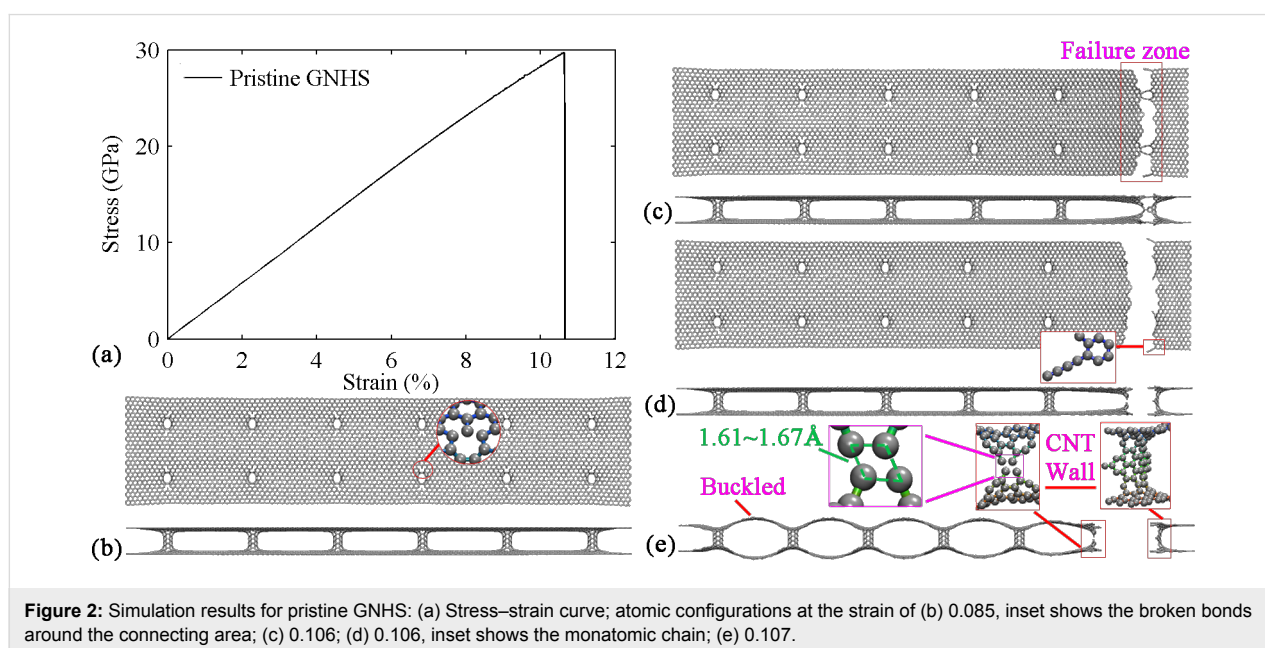 30
20
10
0
Pristine GNHS
Stress (GPa)
0 2 4 6 8 10 12
Strain (%)
(a)
(b)
Failure zone
(c)
(d)
1.61~1.67Å
CNT
Wall
Buckled
(e)
Figure 2: Simulation results for pristine GNHS: (a) Stress–strain curve; atomic configurations at the strain of (b) 0.085, inset shows the broken bonds
around the connecting area; (c) 0.106; (d) 0.106, inset shows the monatomic chain; (e) 0.107.